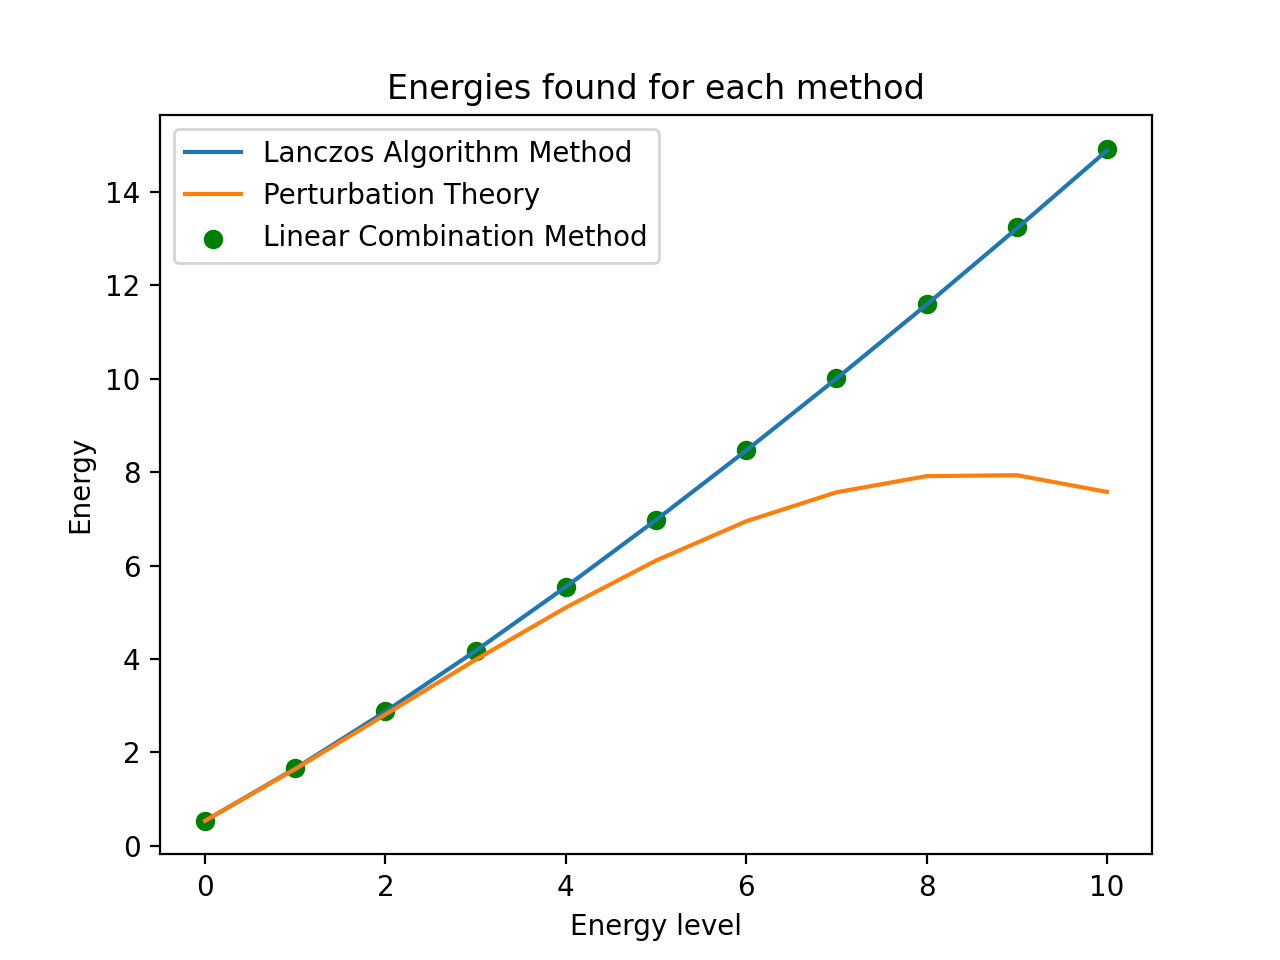 Energies found for each method
Lanczos Algorithm Method
Perturbation Theory
Linear Combination Method
Energy
14
12
10
8
6
4
2
0
0 2 4 6 8 10
Energy level